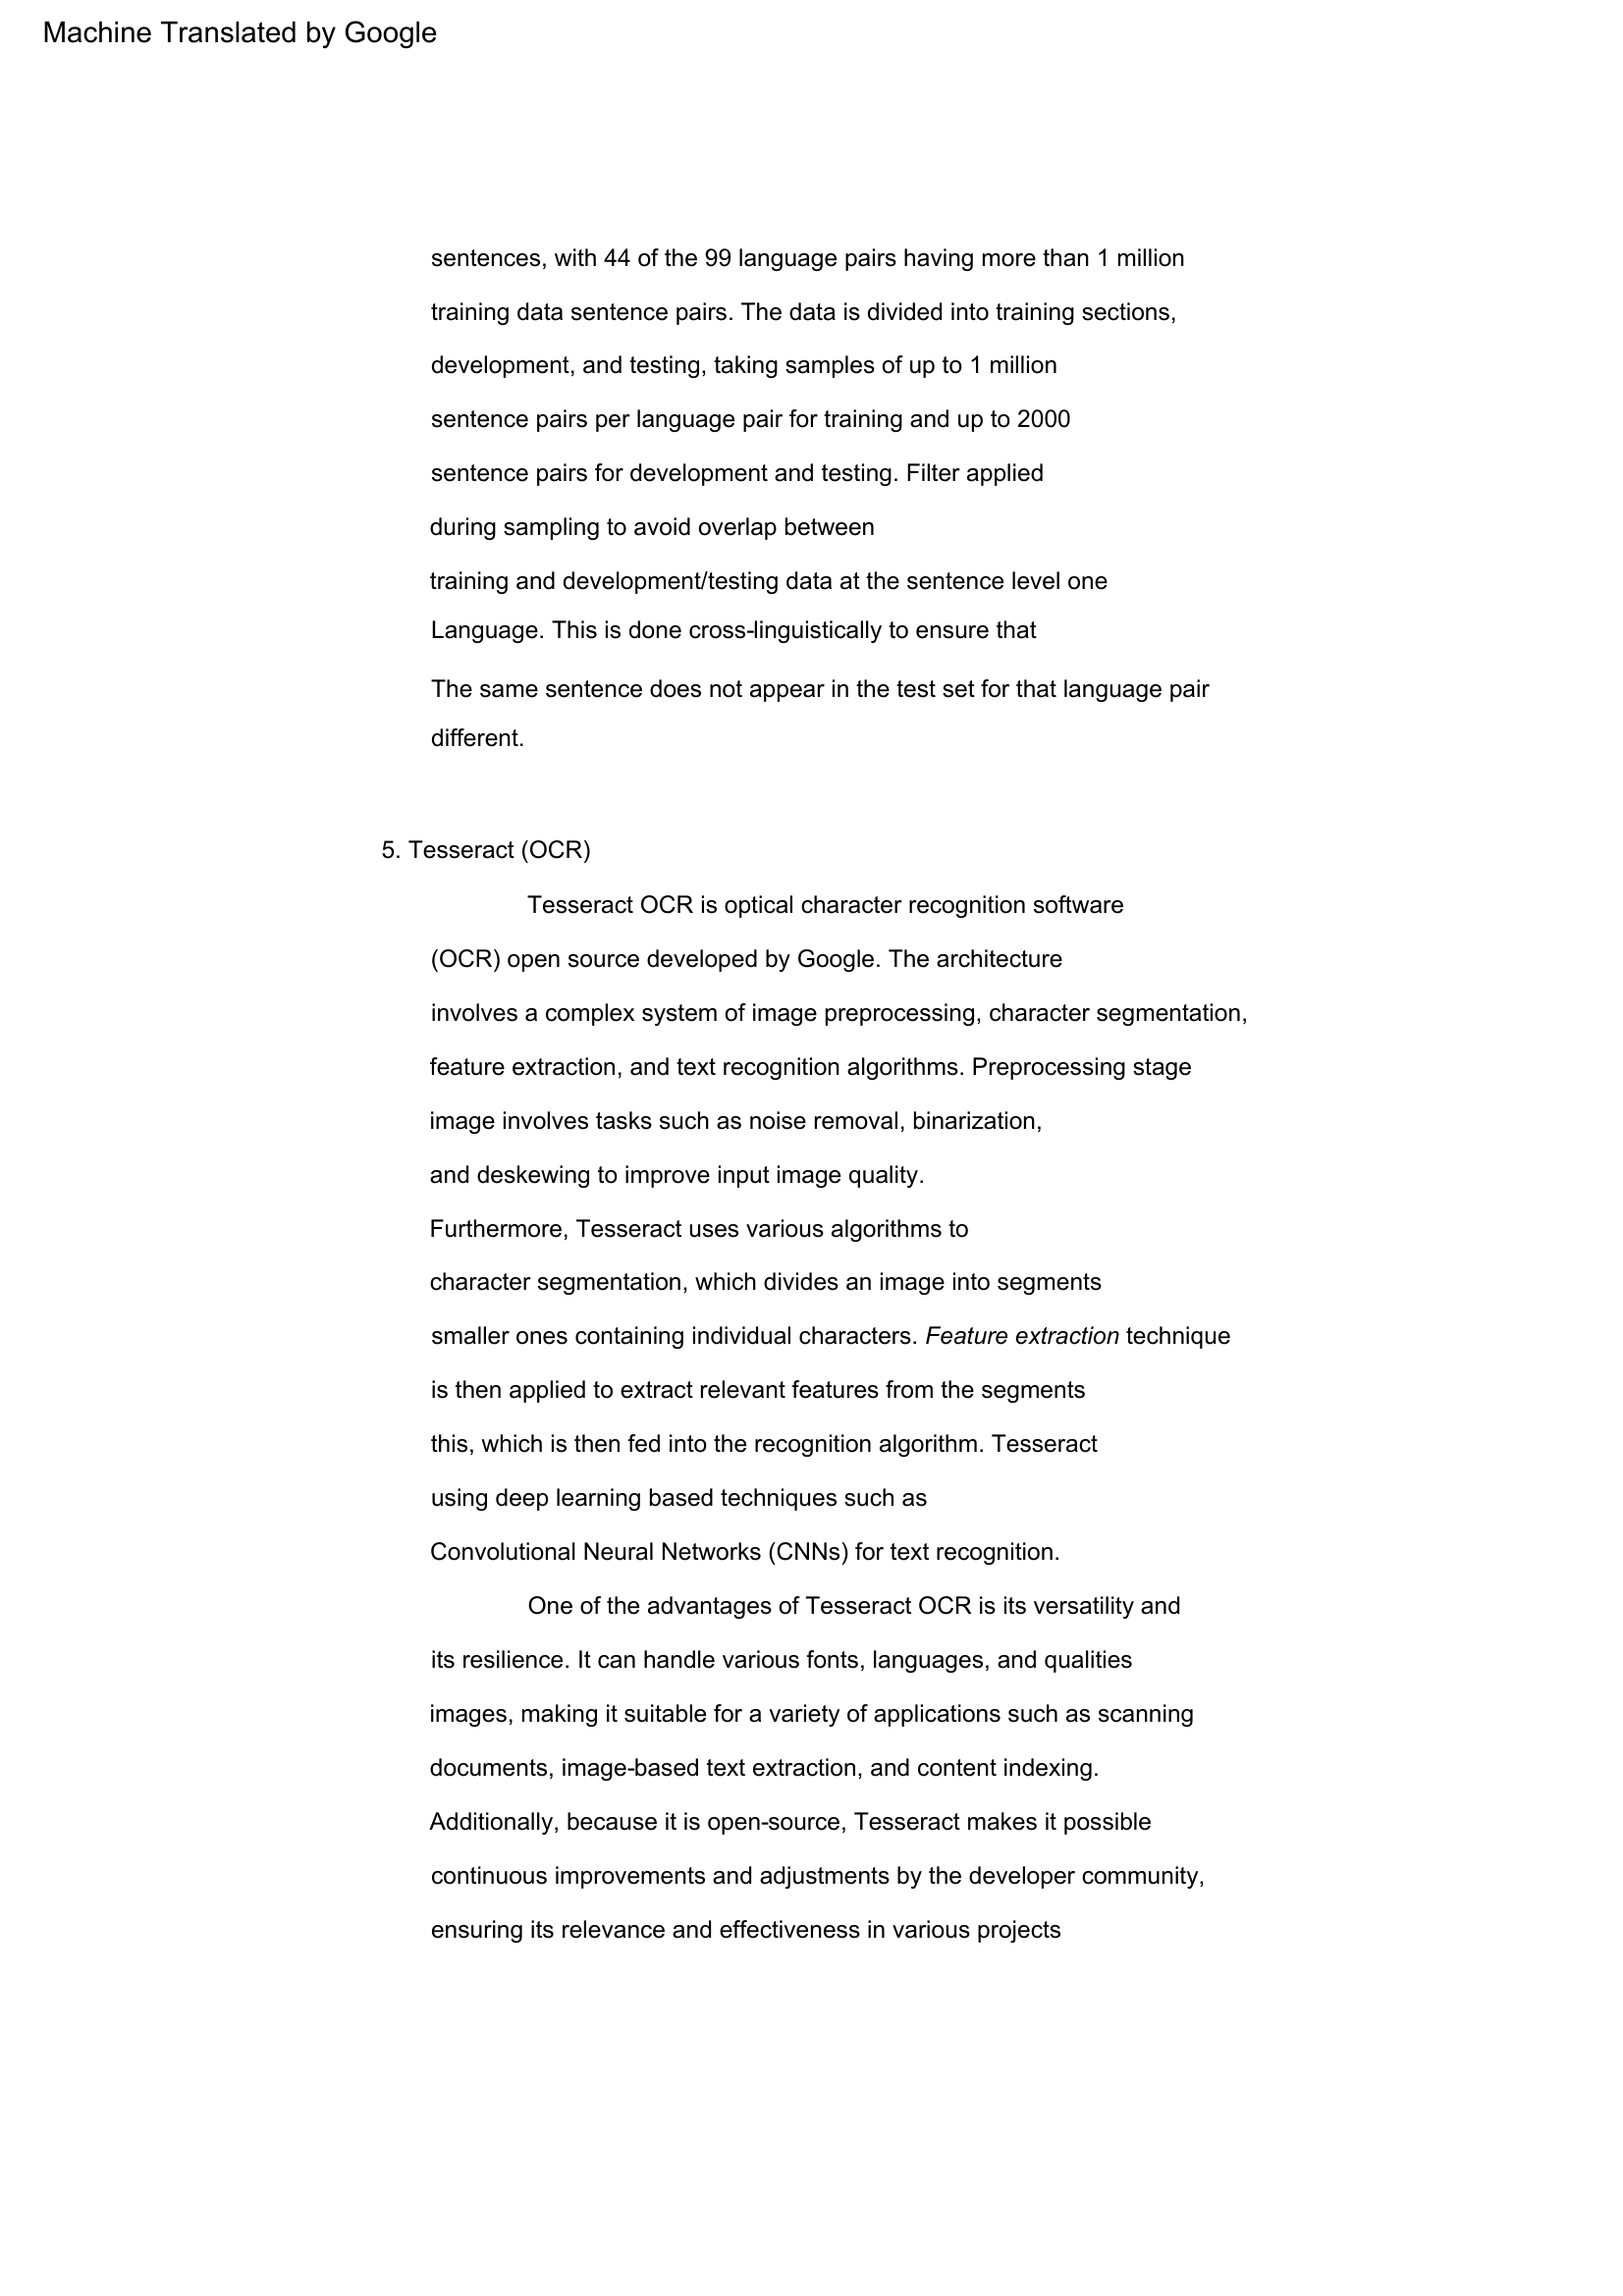 Machine Translated by Google
sentences, with 44 of the 99 language pairs having more than 1 million
training data sentence pairs. The data is divided into training sections,
development, and testing, taking samples of up to 1 million
sentence pairs per language pair for training and up to 2000
sentence pairs for development and testing. Filter applied
during sampling to avoid overlap between
training and development/testing data at the sentence level one
Language. This is done cross-linguistically to ensure that
The same sentence does not appear in the test set for that language pair
different.
5. Tesseract (OCR)
Tesseract OCR is optical character recognition software
(OCR) open source developed by Google. The architecture
involves a complex system of image preprocessing, character segmentation,
feature extraction, and text recognition algorithms. Preprocessing stage
image involves tasks such as noise removal, binarization,
and deskewing to improve input image quality.
Furthermore, Tesseract uses various algorithms to
character segmentation, which divides an image into segments
smaller ones containing individual characters. Feature extraction technique
is then applied to extract relevant features from the segments
this, which is then fed into the recognition algorithm. Tesseract
using deep learning based techniques such as
Convolutional Neural Networks (CNNs) for text recognition.
One of the advantages of Tesseract OCR is its versatility and
its resilience. It can handle various fonts, languages, and qualities
images, making it suitable for a variety of applications such as scanning
documents, image-based text extraction, and content indexing.
Additionally, because it is open-source, Tesseract makes it possible
continuous improvements and adjustments by the developer community,
ensuring its relevance and effectiveness in various projects